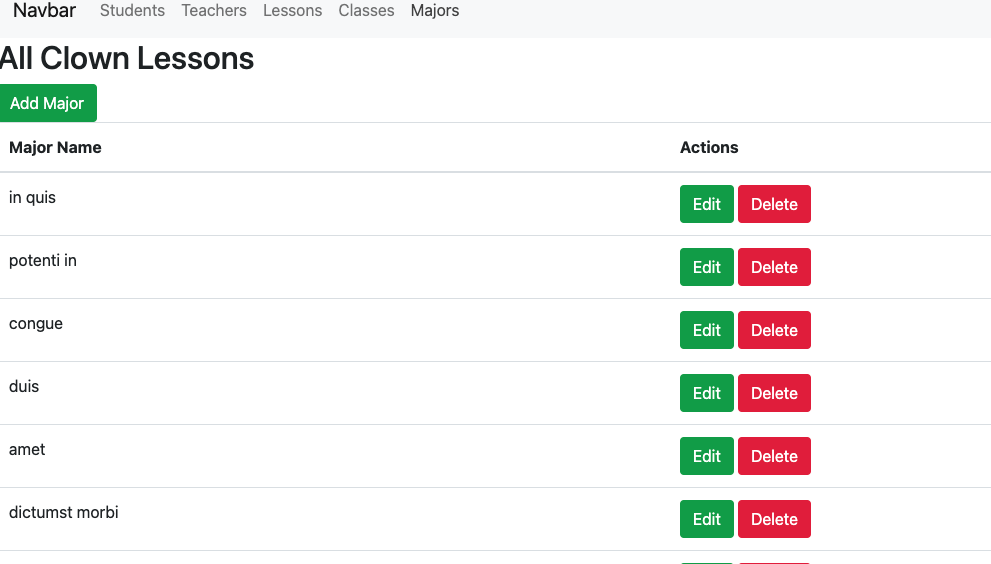 Navbar Students Teachers Lessons Classes Majors
All Clown Lessons
Add Major
Major Name Actions
in quis Edit Delete
potenti in Edit Delete
congue Edit Delete
duis Edit Delete
amet Edit Delete
dictumst morbi Edit Delete